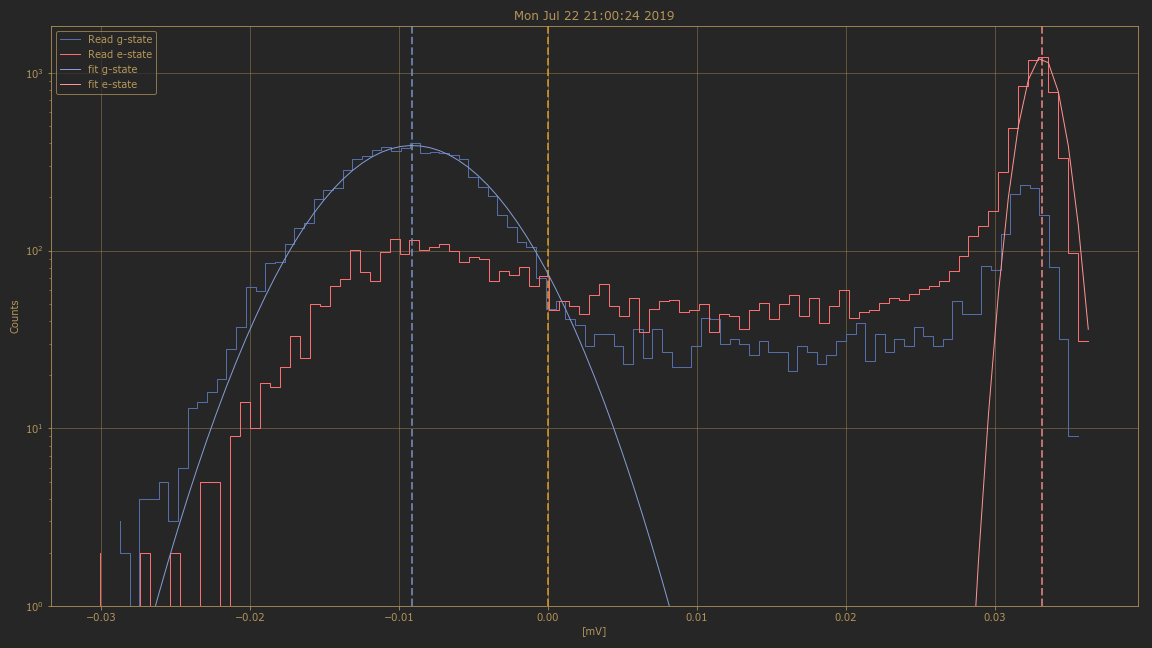 Mon Jul 22 21:00:24 2019
Read g-state
Read e-state
fit g-state
fit e-state
Counts
10³
10²
10¹
10⁰
−0.03 −0.02 −0.01 0.00 0.01 0.02 0.03
[mV]